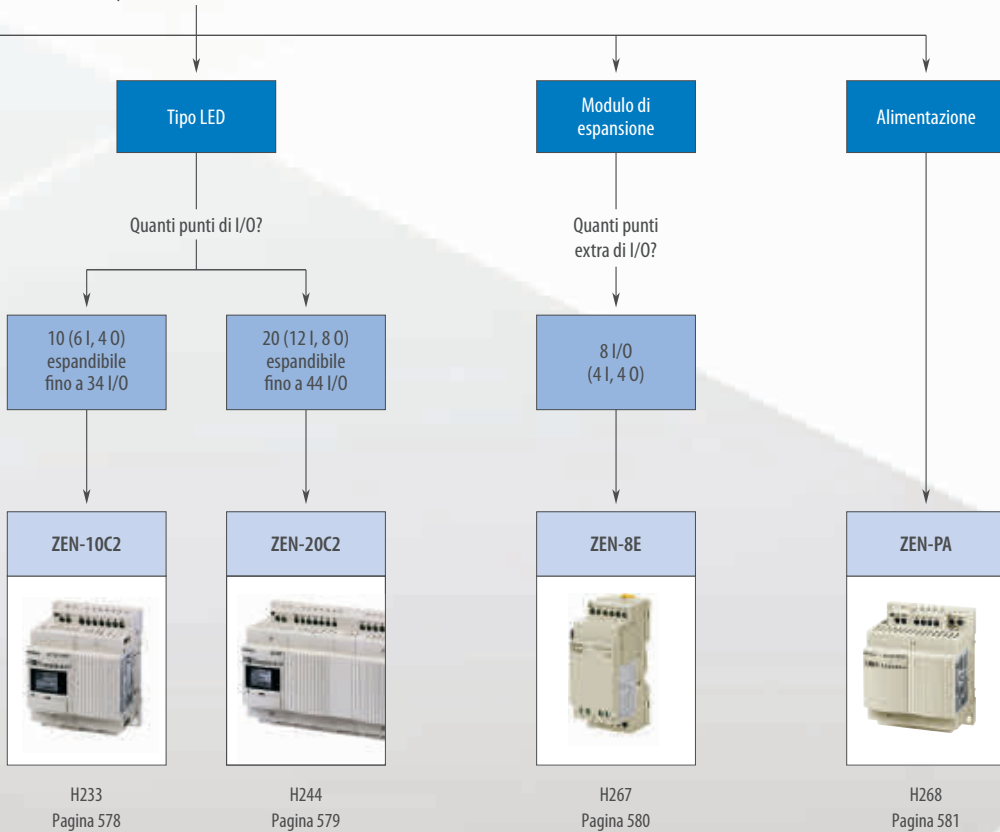 Tipo LED
Modulo di
espansione
Alimentazione
Quanti punti di I/O?
Quanti punti
extra di I/O?
10 (6 I, 4 O)
espandibile
fino a 34 I/O
20 (12 I, 8 O)
espandibile
fino a 44 I/O
8 I/O
(4 I, 4 O)
ZEN-10C2
ZEN-20C2
ZEN-8E
ZEN-PA
H233
Pagina 578
H244
Pagina 579
H267
Pagina 580
H268
Pagina 581